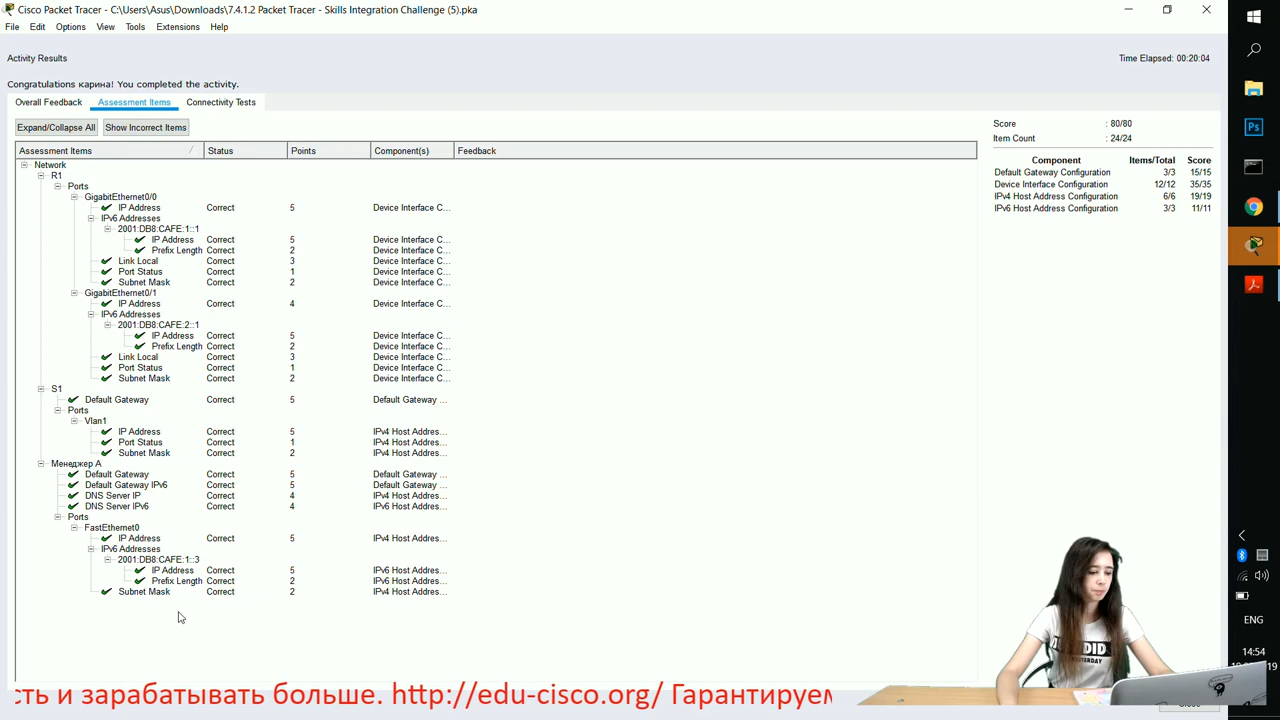 Cisco Packet Tracer - C:\Users\Asus\Downloads\7.4.1.2 Packet Tracer - Skills Integration Challenge (5).pka
File Edit Options View Tools Extensions Help
Activity Results
Time Elapsed: 00:20:04
Congratulations карина! You completed the activity.
Overall Feedback Assessment Items Connectivity Tests
Expand/Collapse All Show Incorrect Items
Assessment Items Status Points Component(s) Feedback
Network
R1
Ports
GigabitEthernet0/0
IP Address Correct 5 Device Interface C...
IPv6 Addresses
2001:DB8:CAFE:1::1
IP Address Correct 5 Device Interface C...
Prefix Length Correct 2 Device Interface C...
Link Local Correct 3 Device Interface C...
Port Status Correct 1 Device Interface C...
Subnet Mask Correct 2 Device Interface C...
GigabitEthernet0/1
IP Address Correct 4 Device Interface C...
IPv6 Addresses
2001:DB8:CAFE:2::1
IP Address Correct 5 Device Interface C...
Prefix Length Correct 2 Device Interface C...
Link Local Correct 3 Device Interface C...
Port Status Correct 1 Device Interface C...
Subnet Mask Correct 2 Device Interface C...
S1
Default Gateway Correct 5 Default Gateway ...
Ports
Vlan1
IP Address Correct 5 IPv4 Host Addres...
Port Status Correct 1 IPv4 Host Addres...
Subnet Mask Correct 2 IPv4 Host Addres...
Менеджер A
Default Gateway Correct 5 Default Gateway ...
Default Gateway IPv6 Correct 5 Default Gateway ...
DNS Server IP Correct 4 IPv4 Host Addres...
DNS Server IPv6 Correct 4 IPv6 Host Addres...
Ports
FastEthernet0
IP Address Correct 5 IPv4 Host Addres...
IPv6 Addresses
2001:DB8:CAFE:1::3
IP Address Correct 5 IPv6 Host Addres...
Prefix Length Correct 2 IPv6 Host Addres...
Subnet Mask Correct 2 IPv4 Host Addres...
Score : 80/80
Item Count : 24/24
Component Items/Total Score
Default Gateway Configuration 3/3 15/15
Device Interface Configuration 12/12 35/35
IPv4 Host Address Configuration 6/6 19/19
IPv6 Host Address Configuration 3/3 11/11
Ps
ENG
14:54
DID
YESTERDAY
сть и зарабатывать больше. http://edu-cisco.org/ Гарантируем